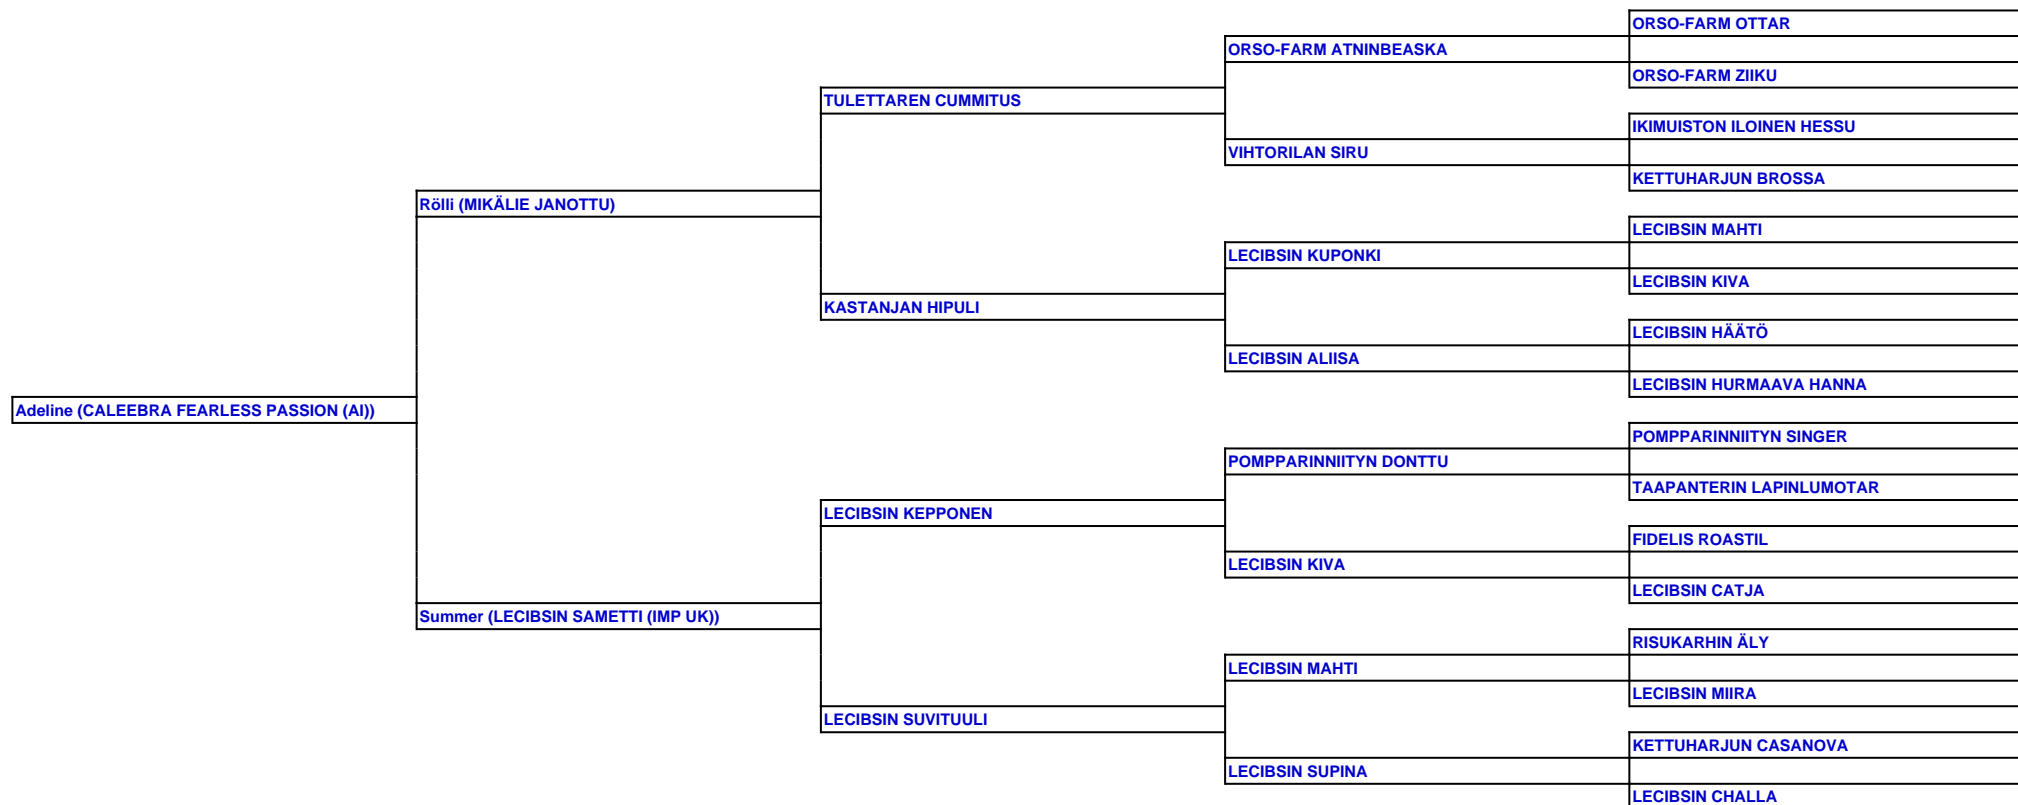 ORSO-FARM OTTAR
ORSO-FARM ATNINBEASKA
ORSO-FARM ZIIKU
TULETTAREN CUMMITUS
IKIMUISTON ILOINEN HESSU
VIHTORILAN SIRU
KETTUHARJUN BROSSA
Rölli (MIKÄLIE JANOTTU)
LECIBSIN MAHTI
LECIBSIN KUPONKI
LECIBSIN KIVA
KASTANJAN HIPULI
LECIBSIN HÄÄTÖ
LECIBSIN ALIISA
LECIBSIN HURMAAVA HANNA
Adeline (CALEEBRA FEARLESS PASSION (AI))
POMPPARINNIITYN SINGER
POMPPARINNIITYN DONTTU
TAAPANTERIN LAPINLUMOTAR
LECIBSIN KEPPONEN
FIDELIS ROASTIL
LECIBSIN KIVA
LECIBSIN CATJA
Summer (LECIBSIN SAMETTI (IMP UK))
RISUKARHIN ÄLY
LECIBSIN MAHTI
LECIBSIN MIIRA
LECIBSIN SUVITUULI
KETTUHARJUN CASANOVA
LECIBSIN SUPINA
LECIBSIN CHALLA